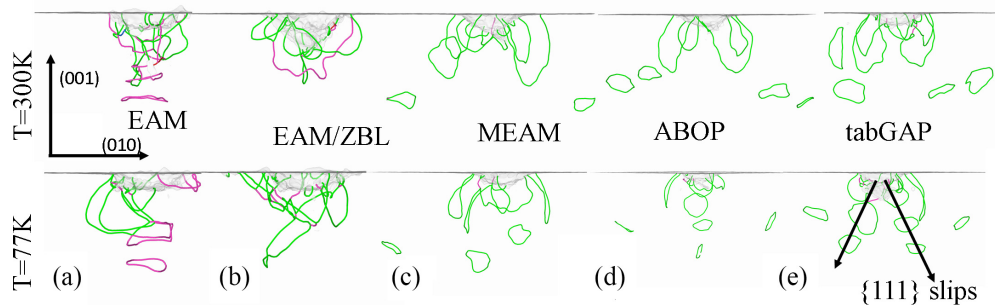 T=300K
(001)
(010)
EAM
EAM/ZBL
MEAM
ABOP
tabGAP
T=77K
(a)
(b)
(c)
(d)
(e)
{111} slips